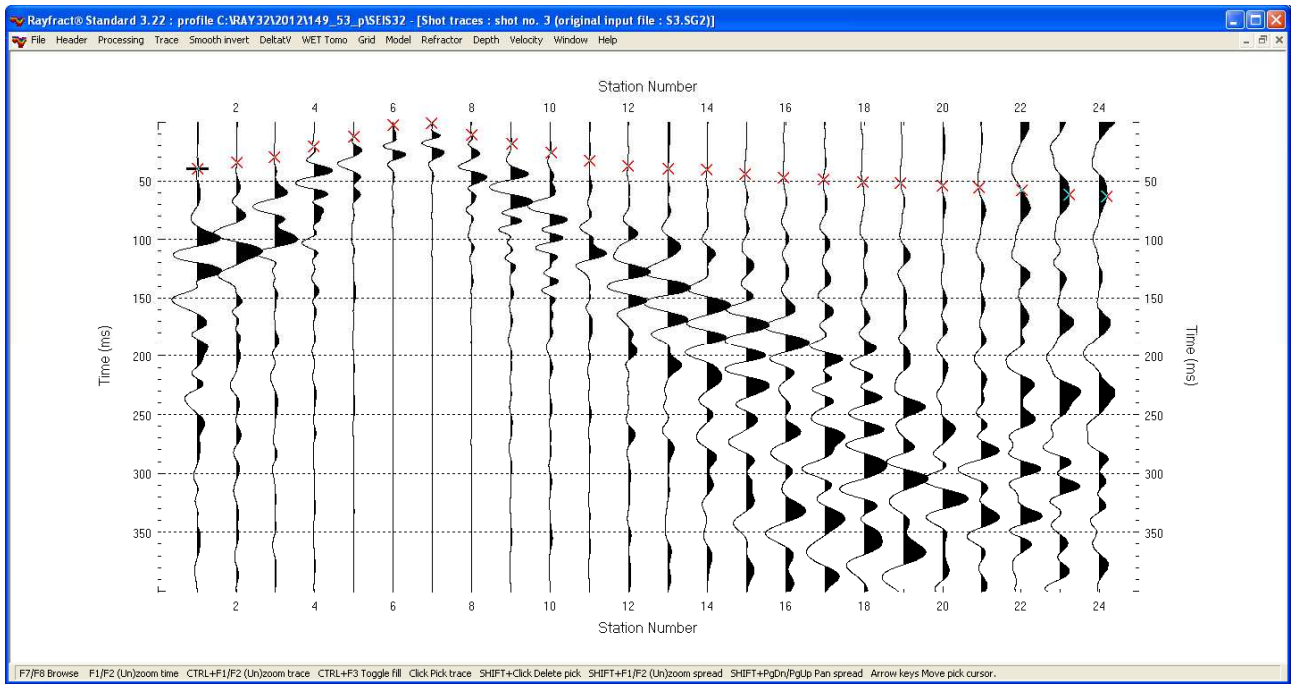 Rayfract® Standard 3.22 : profile C:\RAY32\2012\149_53_p\SEIS32 - [Shot traces : shot no. 3 (original input file : S3.SG2)]
File Header Processing Trace Smooth invert DeltatV WET Tomo Grid Model Refractor Depth Velocity Window Help
Station Number
2 4 6 8 10 12 14 16 18 20 22 24
50 50
100 100
150 150
200 200
250 250
300 300
350 350
Time (ms)
Time (ms)
2 4 6 8 10 12 14 16 18 20 22 24
Station Number
F7/F8 Browse F1/F2 (Un)zoom time CTRL+F1/F2 (Un)zoom trace CTRL+F3 Toggle fill Click Pick trace SHIFT+Click Delete pick SHIFT+F1/F2 (Un)zoom spread SHIFT+PgDn/PgUp Pan spread Arrow keys Move pick cursor.